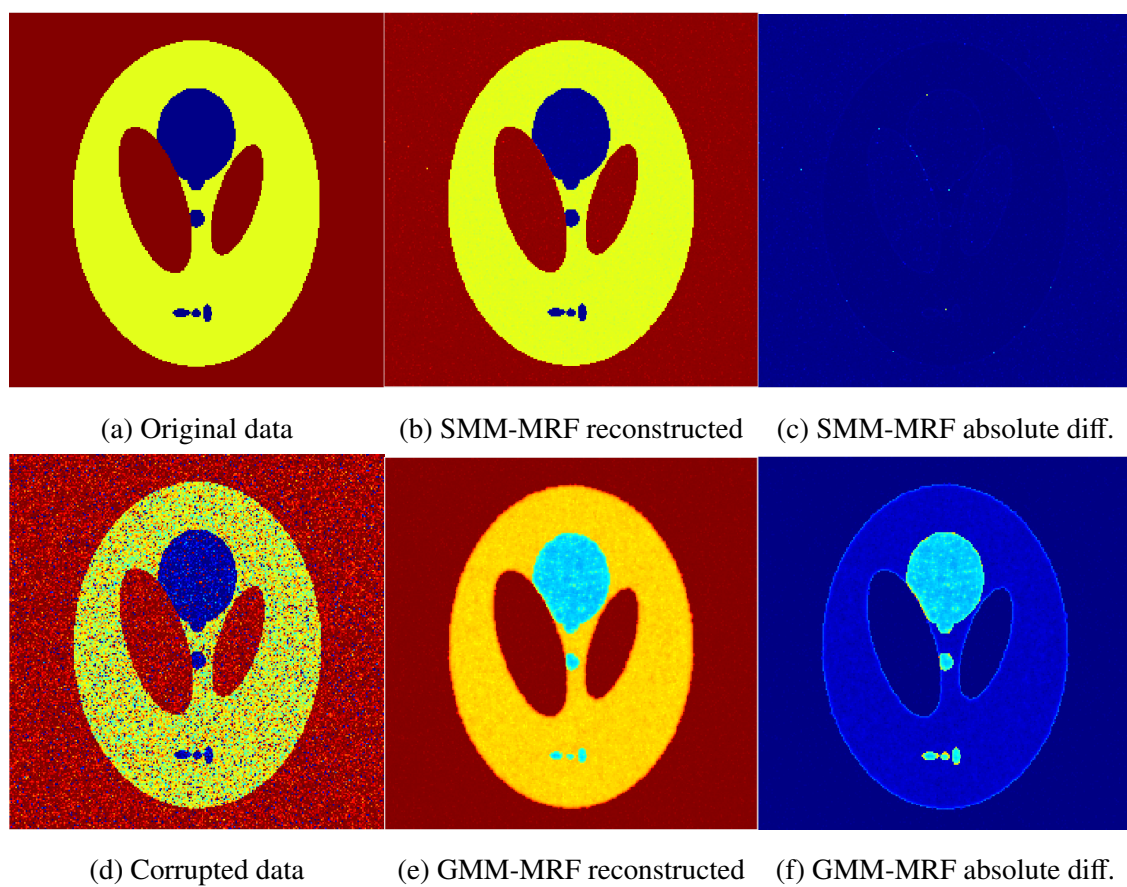 (a) Original data
(b) SMM-MRF reconstructed
(c) SMM-MRF absolute diff.
(d) Corrupted data
(e) GMM-MRF reconstructed
(f) GMM-MRF absolute diff.